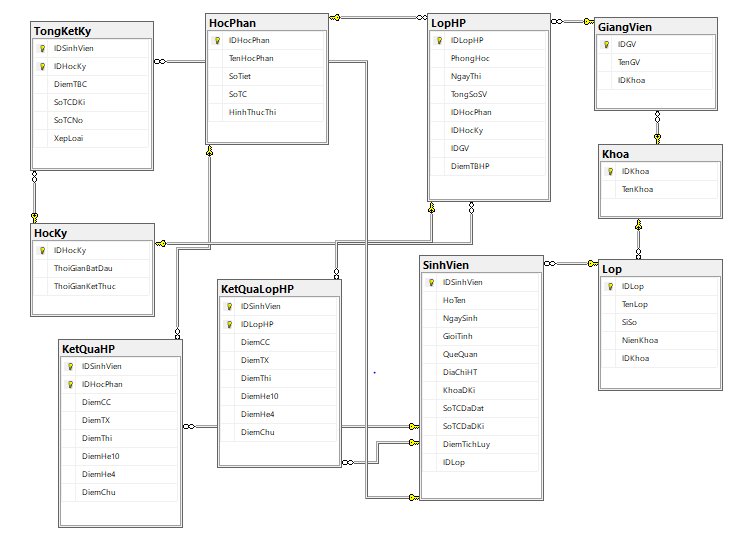 TongKetKy
IDSinhVien
IDHocKy
DiemTBC
SoTCDKi
SoTCNo
XepLoai
HocPhan
IDHocPhan
TenHocPhan
SoTiet
SoTC
HinhThucThi
LopHP
IDLopHP
PhongHoc
NgayThi
TongSoSV
IDHocPhan
IDHocKy
IDGV
DiemTBHP
GiangVien
IDGV
TenGV
IDKhoa
Khoa
IDKhoa
TenKhoa
HocKy
IDHocKy
ThoiGianBatDau
ThoiGianKetThuc
KetQuaLopHP
IDSinhVien
IDLopHP
DiemCC
DiemTX
DiemThi
DiemHe10
DiemHe4
DiemChu
SinhVien
IDSinhVien
HoTen
NgaySinh
GioiTinh
QueQuan
DiaChiHT
KhoaDKi
SoTCDaDat
SoTCDaDKi
DiemTichLuy
IDLop
Lop
IDLop
TenLop
SiSo
NienKhoa
IDKhoa
KetQuaHP
IDSinhVien
IDHocPhan
DiemCC
DiemTX
DiemThi
DiemHe10
DiemHe4
DiemChu